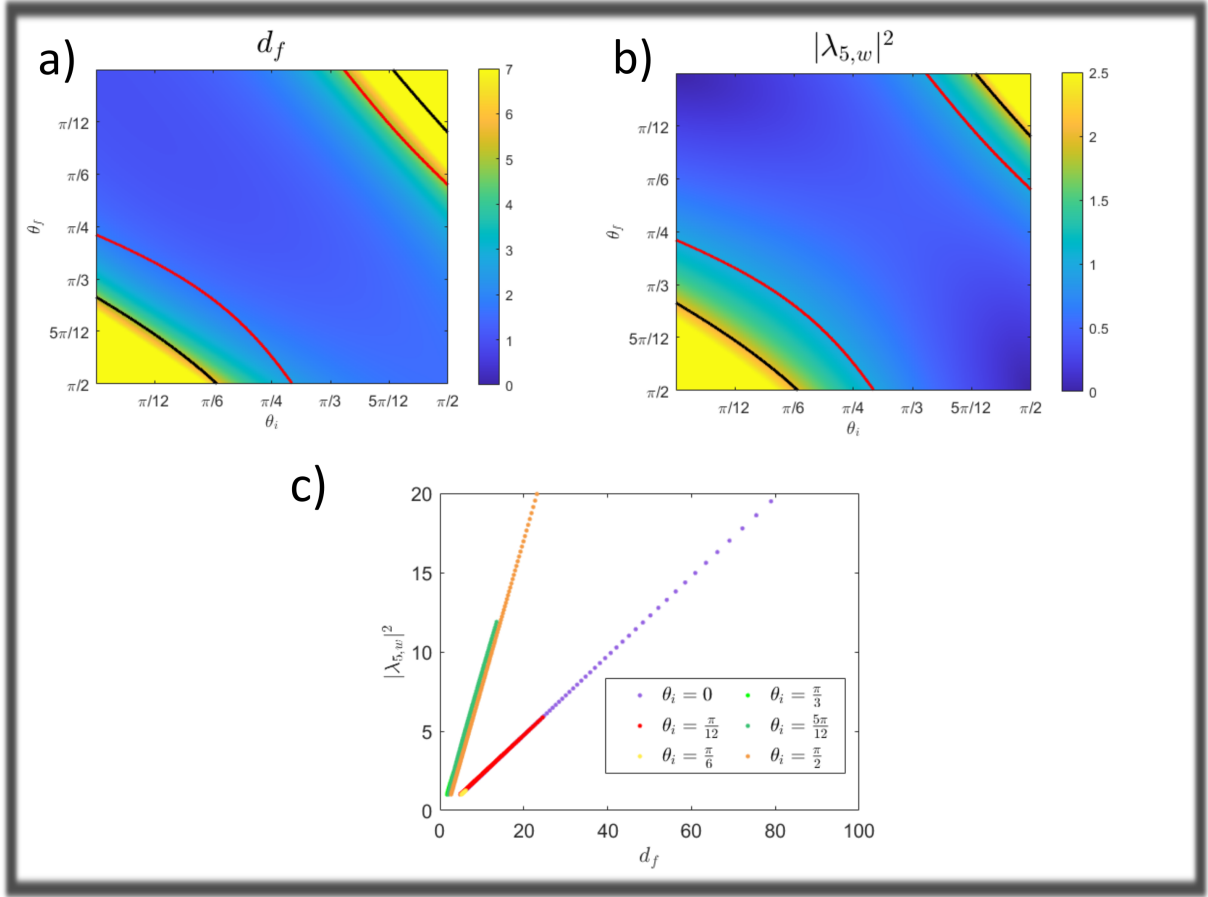 a)
d_f
b)
|λ_{5,w}|^2
7
6
5
4
3
2
1
0
π/12
π/6
π/4
π/3
5π/12
π/2
θ_f
π/12
π/6
π/4
π/3
5π/12
π/2
θ_i
2.5
2
1.5
1
0.5
0
π/12
π/6
π/4
π/3
5π/12
π/2
θ_f
π/12
π/6
π/4
π/3
5π/12
π/2
θ_i
c)
20
15
10
5
0
|λ_{5,w}|^2
θ_i = 0
θ_i = π/3
θ_i = π/12
θ_i = 5π/12
θ_i = π/6
θ_i = π/2
0
20
40
60
80
100
d_f